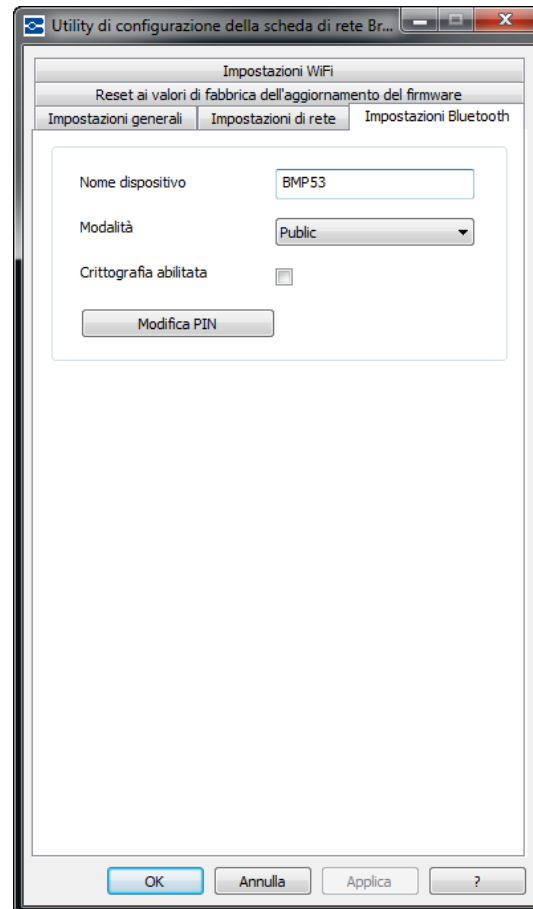 Utility di configurazione della scheda di rete Br...
Impostazioni WiFi
Reset ai valori di fabbrica dell'aggiornamento del firmware
Impostazioni generali Impostazioni di rete Impostazioni Bluetooth
Nome dispositivo BMP53
Modalità Public
Crittografia abilitata
Modifica PIN
OK Annulla Applica ?